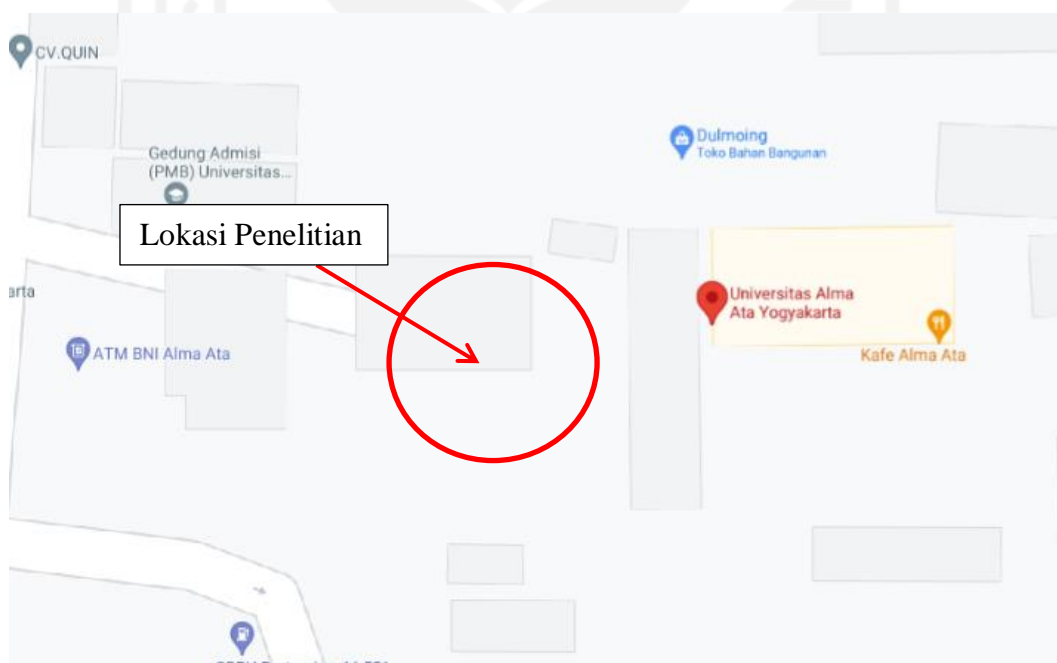 CV.QUIN
Gedung Admisi
(PMB) Universitas...
Dulmoing
Toko Bahan Bangunan
Lokasi Penelitian
arta
Universitas Alma
Ata Yogyakarta
ATM BNI Alma Ata
Kafe Alma Ata